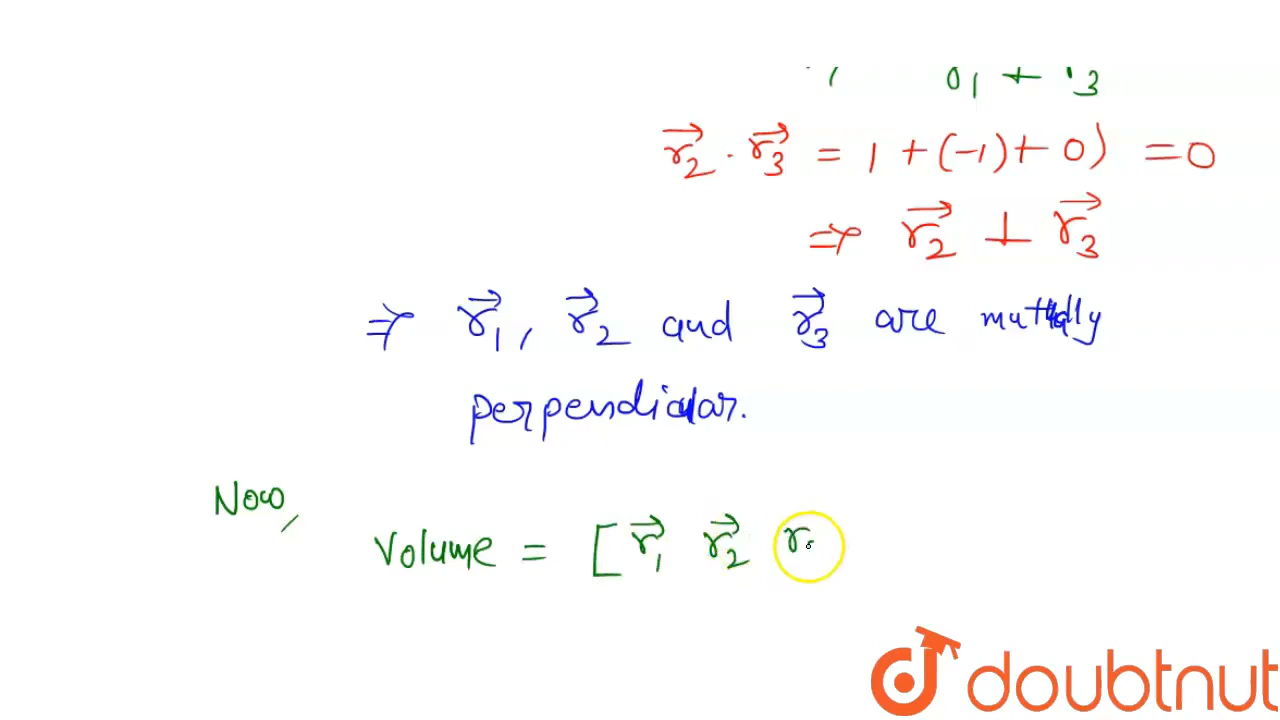 r⃗₂ · r⃗₃ = 1 + (-1) + 0) = 0
⇒ r⃗₂ ⊥ r⃗₃
⇒ r⃗₁, r⃗₂ and r⃗₃ are mutually
perpendicular.
Now,
Volume = [r⃗₁ r⃗₂ r
doubtnut